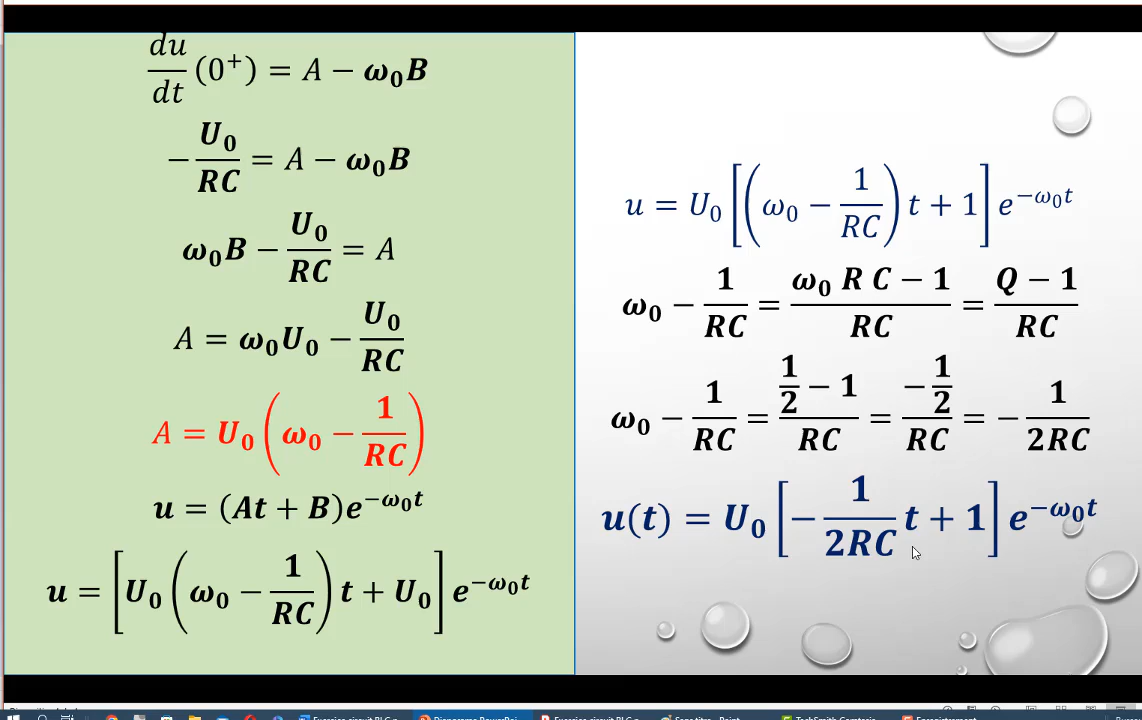 du/dt (0⁺) = A − ω₀B
−U₀/RC = A − ω₀B
ω₀B − U₀/RC = A
A = ω₀U₀ − U₀/RC
A = U₀(ω₀ − 1/RC)
u = (At + B)e^(−ω₀t)
u = [U₀(ω₀ − 1/RC)t + U₀]e^(−ω₀t)
u = U₀[(ω₀ − 1/RC)t + 1]e^(−ω₀t)
ω₀ − 1/RC = (ω₀ R C − 1)/RC = (Q − 1)/RC
ω₀ − 1/RC = (1/2 − 1)/RC = (−1/2)/RC = −1/2RC
u(t) = U₀[−1/2RC t + 1]e^(−ω₀t)